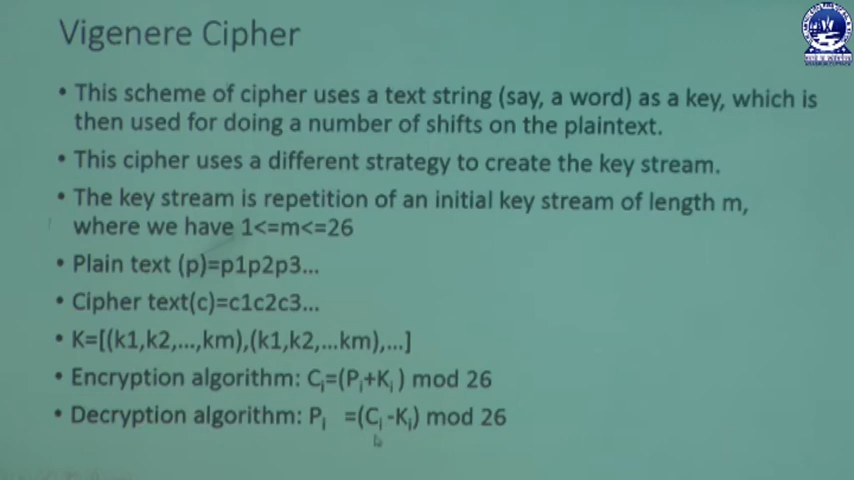 Vigenere Cipher
• This scheme of cipher uses a text string (say, a word) as a key, which is
then used for doing a number of shifts on the plaintext.
• This cipher uses a different strategy to create the key stream.
• The key stream is repetition of an initial key stream of length m,
where we have 1<=m<=26
• Plain text (p)=p1p2p3...
• Cipher text(c)=c1c2c3...
• K=[(k1,k2,...,km),(k1,k2,...km),...]
• Encryption algorithm: Ci=(Pi+Ki ) mod 26
• Decryption algorithm: Pi =(Ci -Ki) mod 26